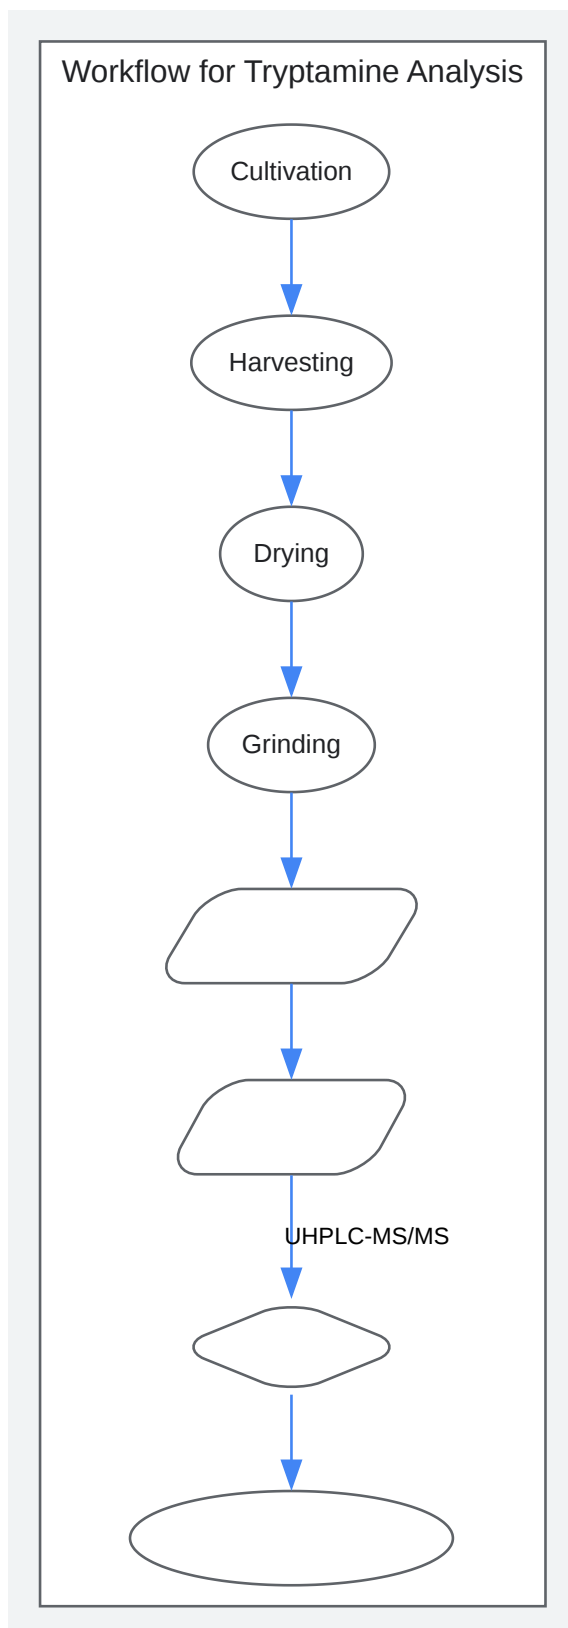 Workflow for Tryptamine Analysis
Cultivation
Harvesting
Drying
Grinding
UHPLC-MS/MS